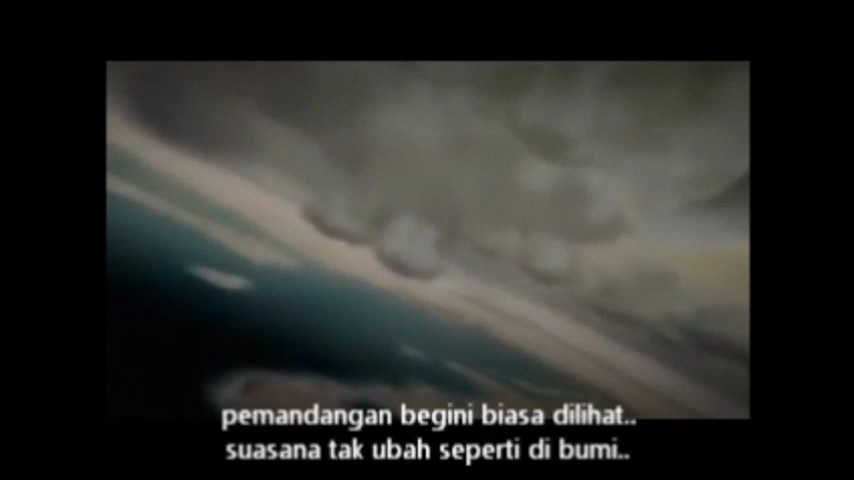 pemandangan begini biasa dilihat..
suasana tak ubah seperti di bumi..